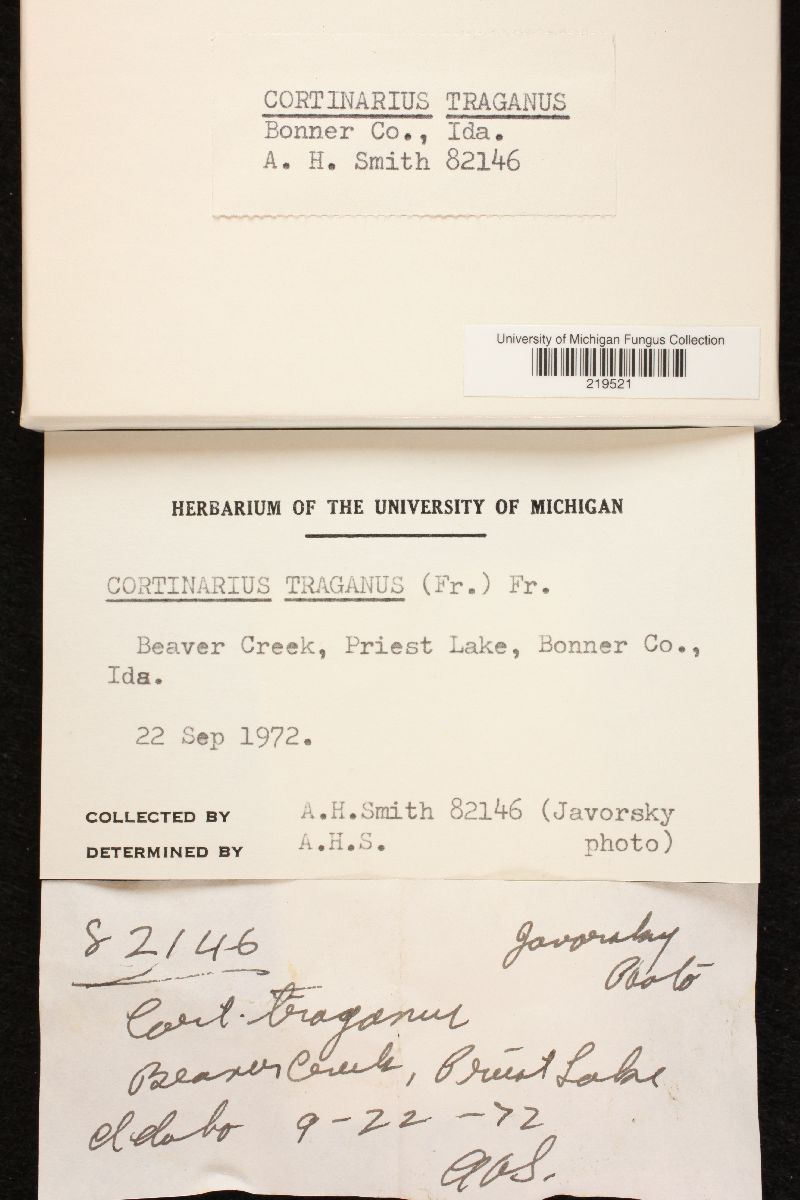 CORTINARIUS TRAGANUS
Bonner Co., Ida.
A. H. Smith 82146
University of Michigan Fungus Collection
219521
HERBARIUM OF THE UNIVERSITY OF MICHIGAN
CORTINARIUS TRAGANUS (Fr.) Fr.
Beaver Creek, Priest Lake, Bonner Co.,
Ida.
22 Sep 1972.
COLLECTED BY A.H.Smith 82146 (Javorsky
DETERMINED BY A.H.S. photo)
82146 Javorsky
Photo
Cort. traganus
Beaver Creek, Priest Lake
Idaho 9-22-72
AHS.